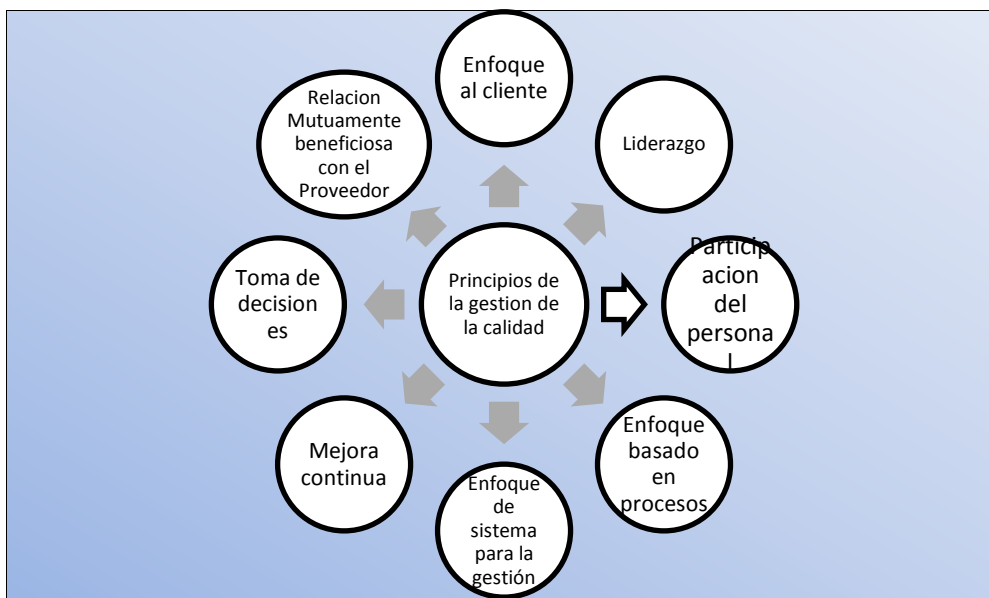 Enfoque
al cliente
Liderazgo
Particip
acion
del
persona
l
Enfoque
basado
en
procesos
Enfoque
de
sistema
para la
gestión
Mejora
continua
Toma de
decision
es
Relacion
Mutuamente
beneficiosa
con el
Proveedor
Principios de
la gestion de
la calidad